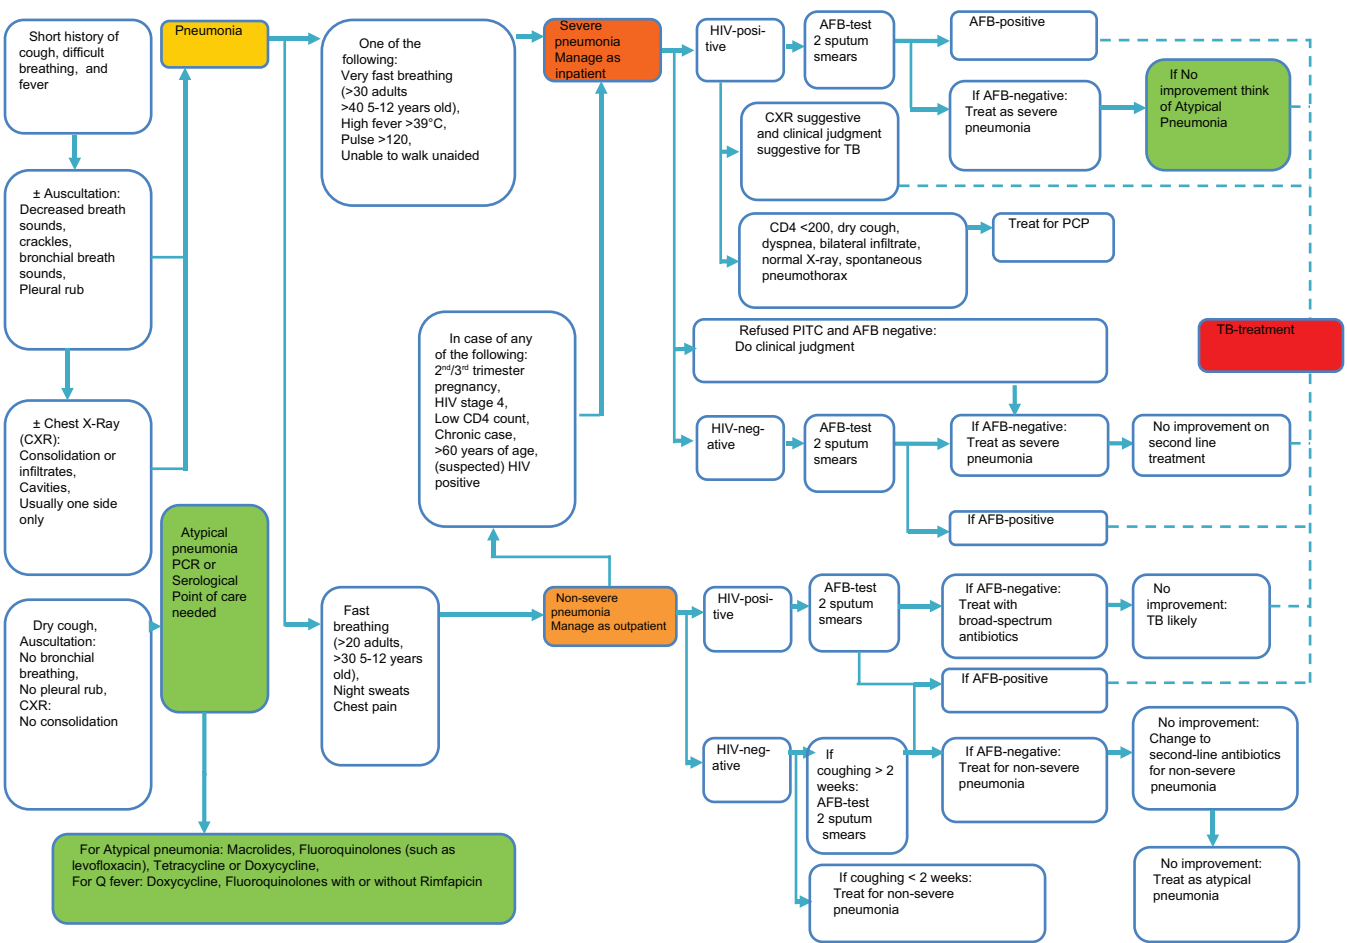 Short history of
cough, difficult
breathing,  and
fever
± Auscultation:
Decreased breath
sounds,
crackles,
bronchial breath
sounds,
Pleural rub
± Chest X-Ray
(CXR):
Consolidation or
infiltrates,
Cavities,
Usually one side
only
Dry cough,
Auscultation:
No bronchial
breathing,
No pleural rub,
CXR:
No consolidation
Pneumonia
Atypical
pneumonia
PCR or
Serological
Point of care
needed
For Atypical pneumonia: Macrolides, Fluoroquinolones (such as
levofloxacin), Tetracycline or Doxycycline,
For Q fever: Doxycycline, Fluoroquinolones with or without Rimfapicin
One of the
following:
Very fast breathing
(>30 adults
>40 5-12 years old),
High fever >39°C,
Pulse >120,
Unable to walk unaided
In case of any
of the following:
2nd/3rd trimester
pregnancy,
HIV stage 4,
Low CD4 count,
Chronic case,
>60 years of age,
(suspected) HIV
positive
Fast
breathing
(>20 adults,
>30 5-12 years
old),
Night sweats
Chest pain
Severe
pneumonia
Manage as
inpatient
Non-severe
pneumonia
Manage as outpatient
HIV-posi-
tive
AFB-test
2 sputum
smears
AFB-positive
If AFB-negative:
Treat as severe
pneumonia
If No
improvement think
of Atypical
Pneumonia
CXR suggestive
and clinical judgment
suggestive for TB
CD4 <200, dry cough,
dyspnea, bilateral infiltrate,
normal X-ray, spontaneous
pneumothorax
Treat for PCP
Refused PITC and AFB negative:
Do clinical judgment
TB-treatment
HIV-neg-
ative
AFB-test
2 sputum
smears
If AFB-negative:
Treat as severe
pneumonia
No improvement on
second line
treatment
If AFB-positive
HIV-posi-
tive
AFB-test
2 sputum
smears
If AFB-negative:
Treat with
broad-spectrum
antibiotics
No
improvement:
TB likely
If AFB-positive
HIV-neg-
ative
If
coughing > 2
weeks:
AFB-test
2 sputum
smears
If AFB-negative:
Treat for non-severe
pneumonia
No improvement:
Change to
second-line antibiotics
for non-severe
pneumonia
If coughing < 2 weeks:
Treat for non-severe
pneumonia
No improvement:
Treat as atypical
pneumonia